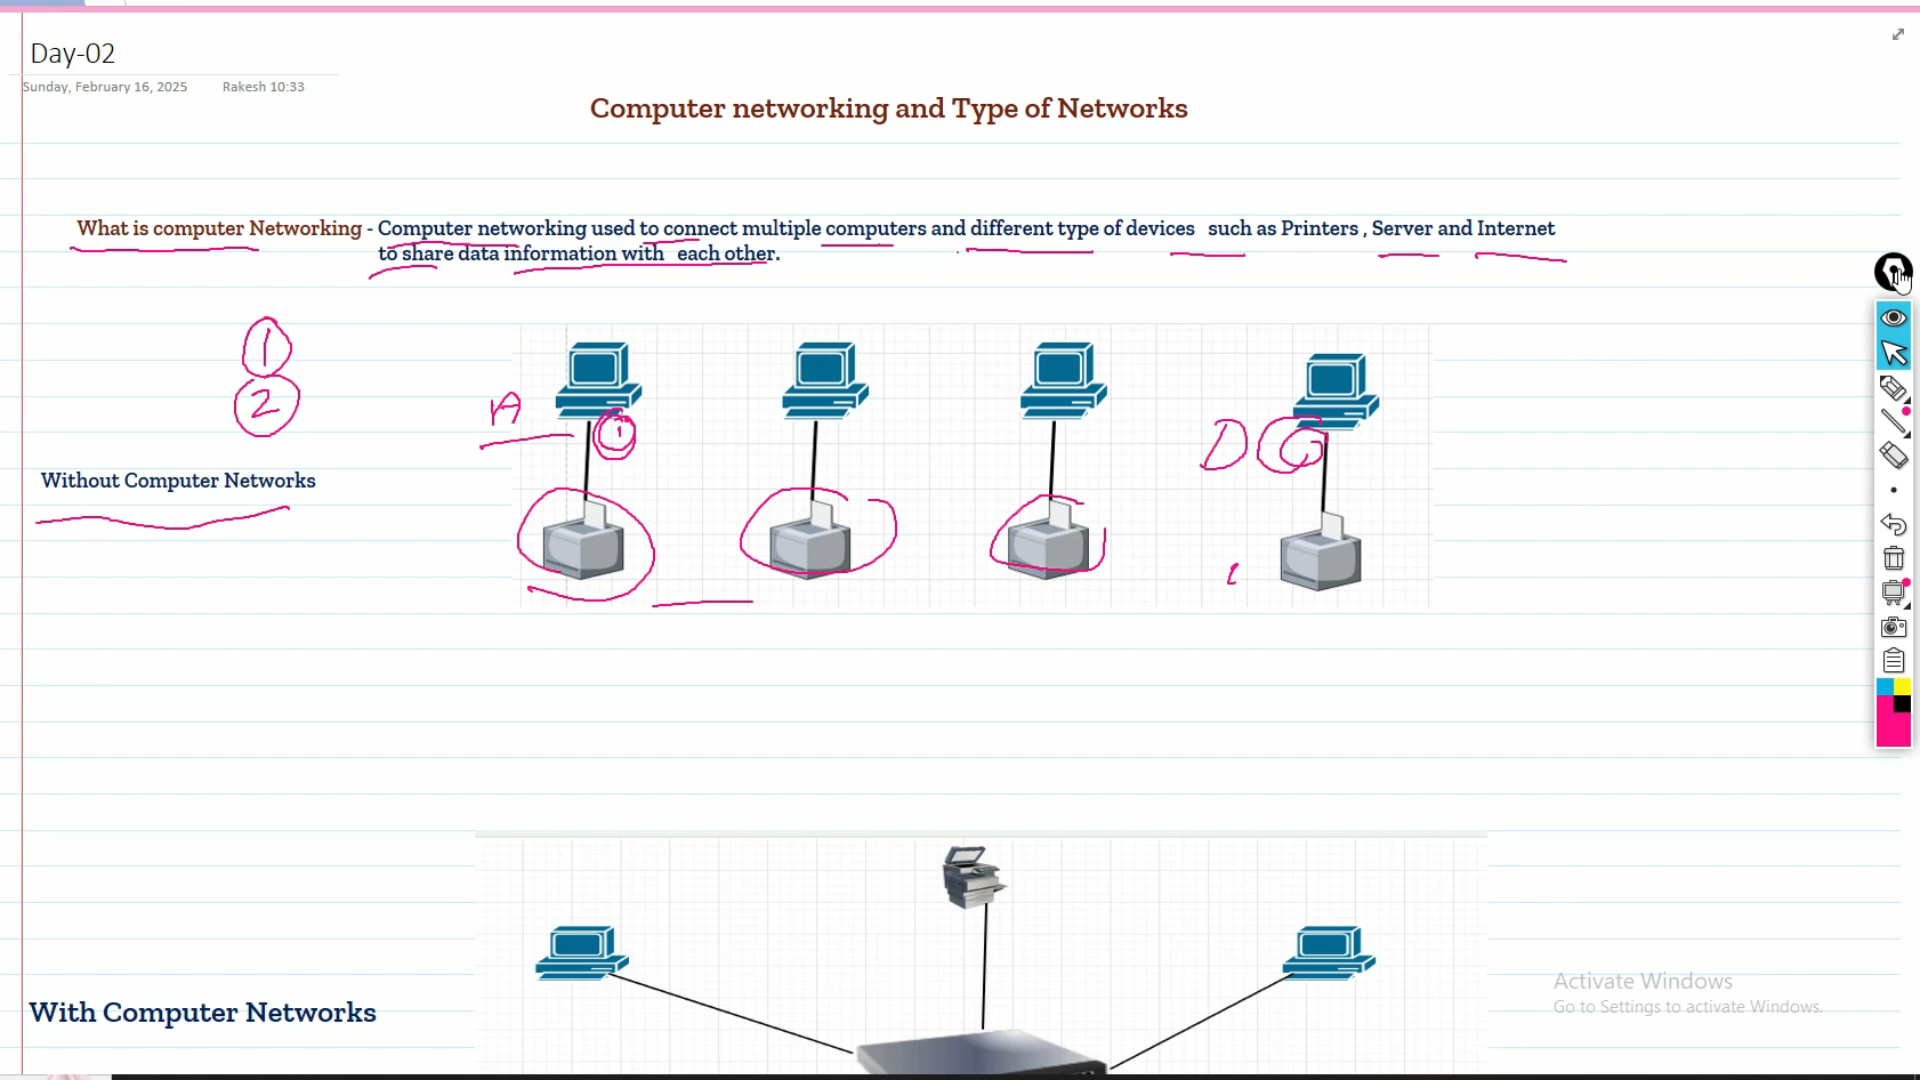 Day-02
Sunday, February 16, 2025 Rakesh 10:33
Computer networking and Type of Networks
What is computer Networking - Computer networking used to connect multiple computers and different type of devices such as Printers , Server and Internet
to share data information with each other.
1
2
A
1
D
Without Computer Networks
With Computer Networks
Activate Windows
Go to Settings to activate Windows.